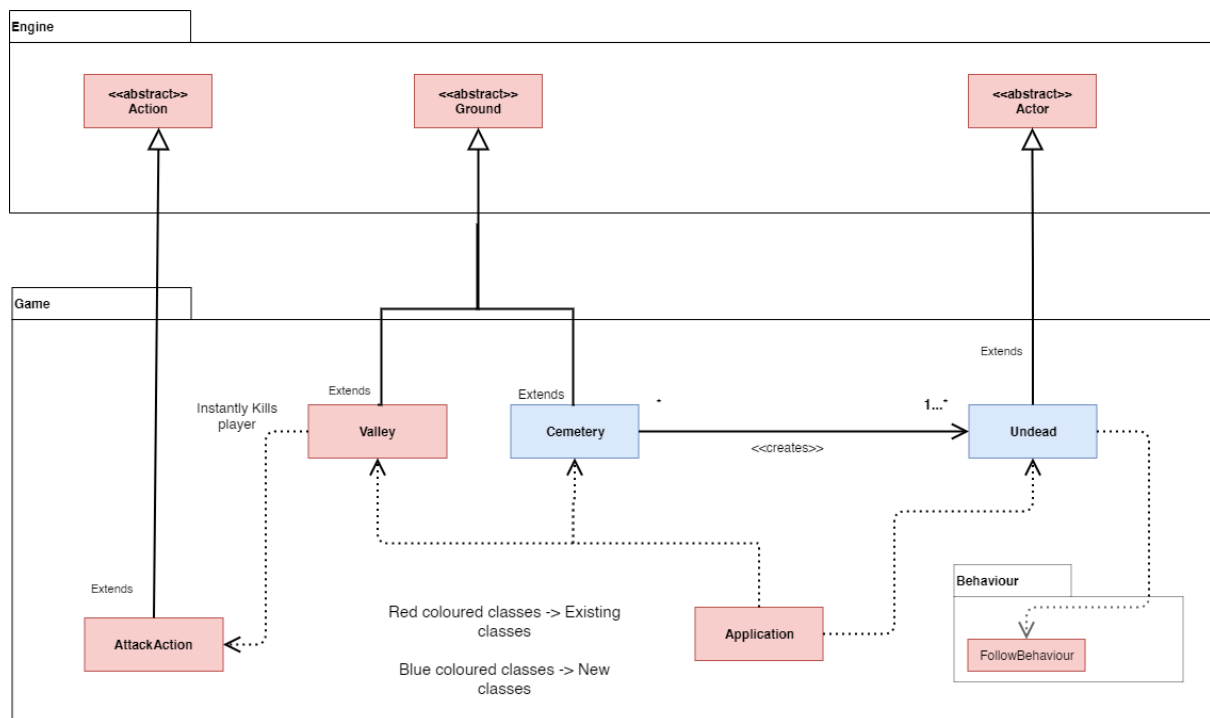 Engine
<<abstract>>
Action
<<abstract>>
Ground
<<abstract>>
Actor
Game
Extends
Extends
Extends
Instantly Kills
player
*
1...*
Valley
Cemetery
Undead
<<creates>>
Behaviour
Extends
Red coloured classes -> Existing
classes
Application
AttackAction
FollowBehaviour
Blue coloured classes -> New
classes